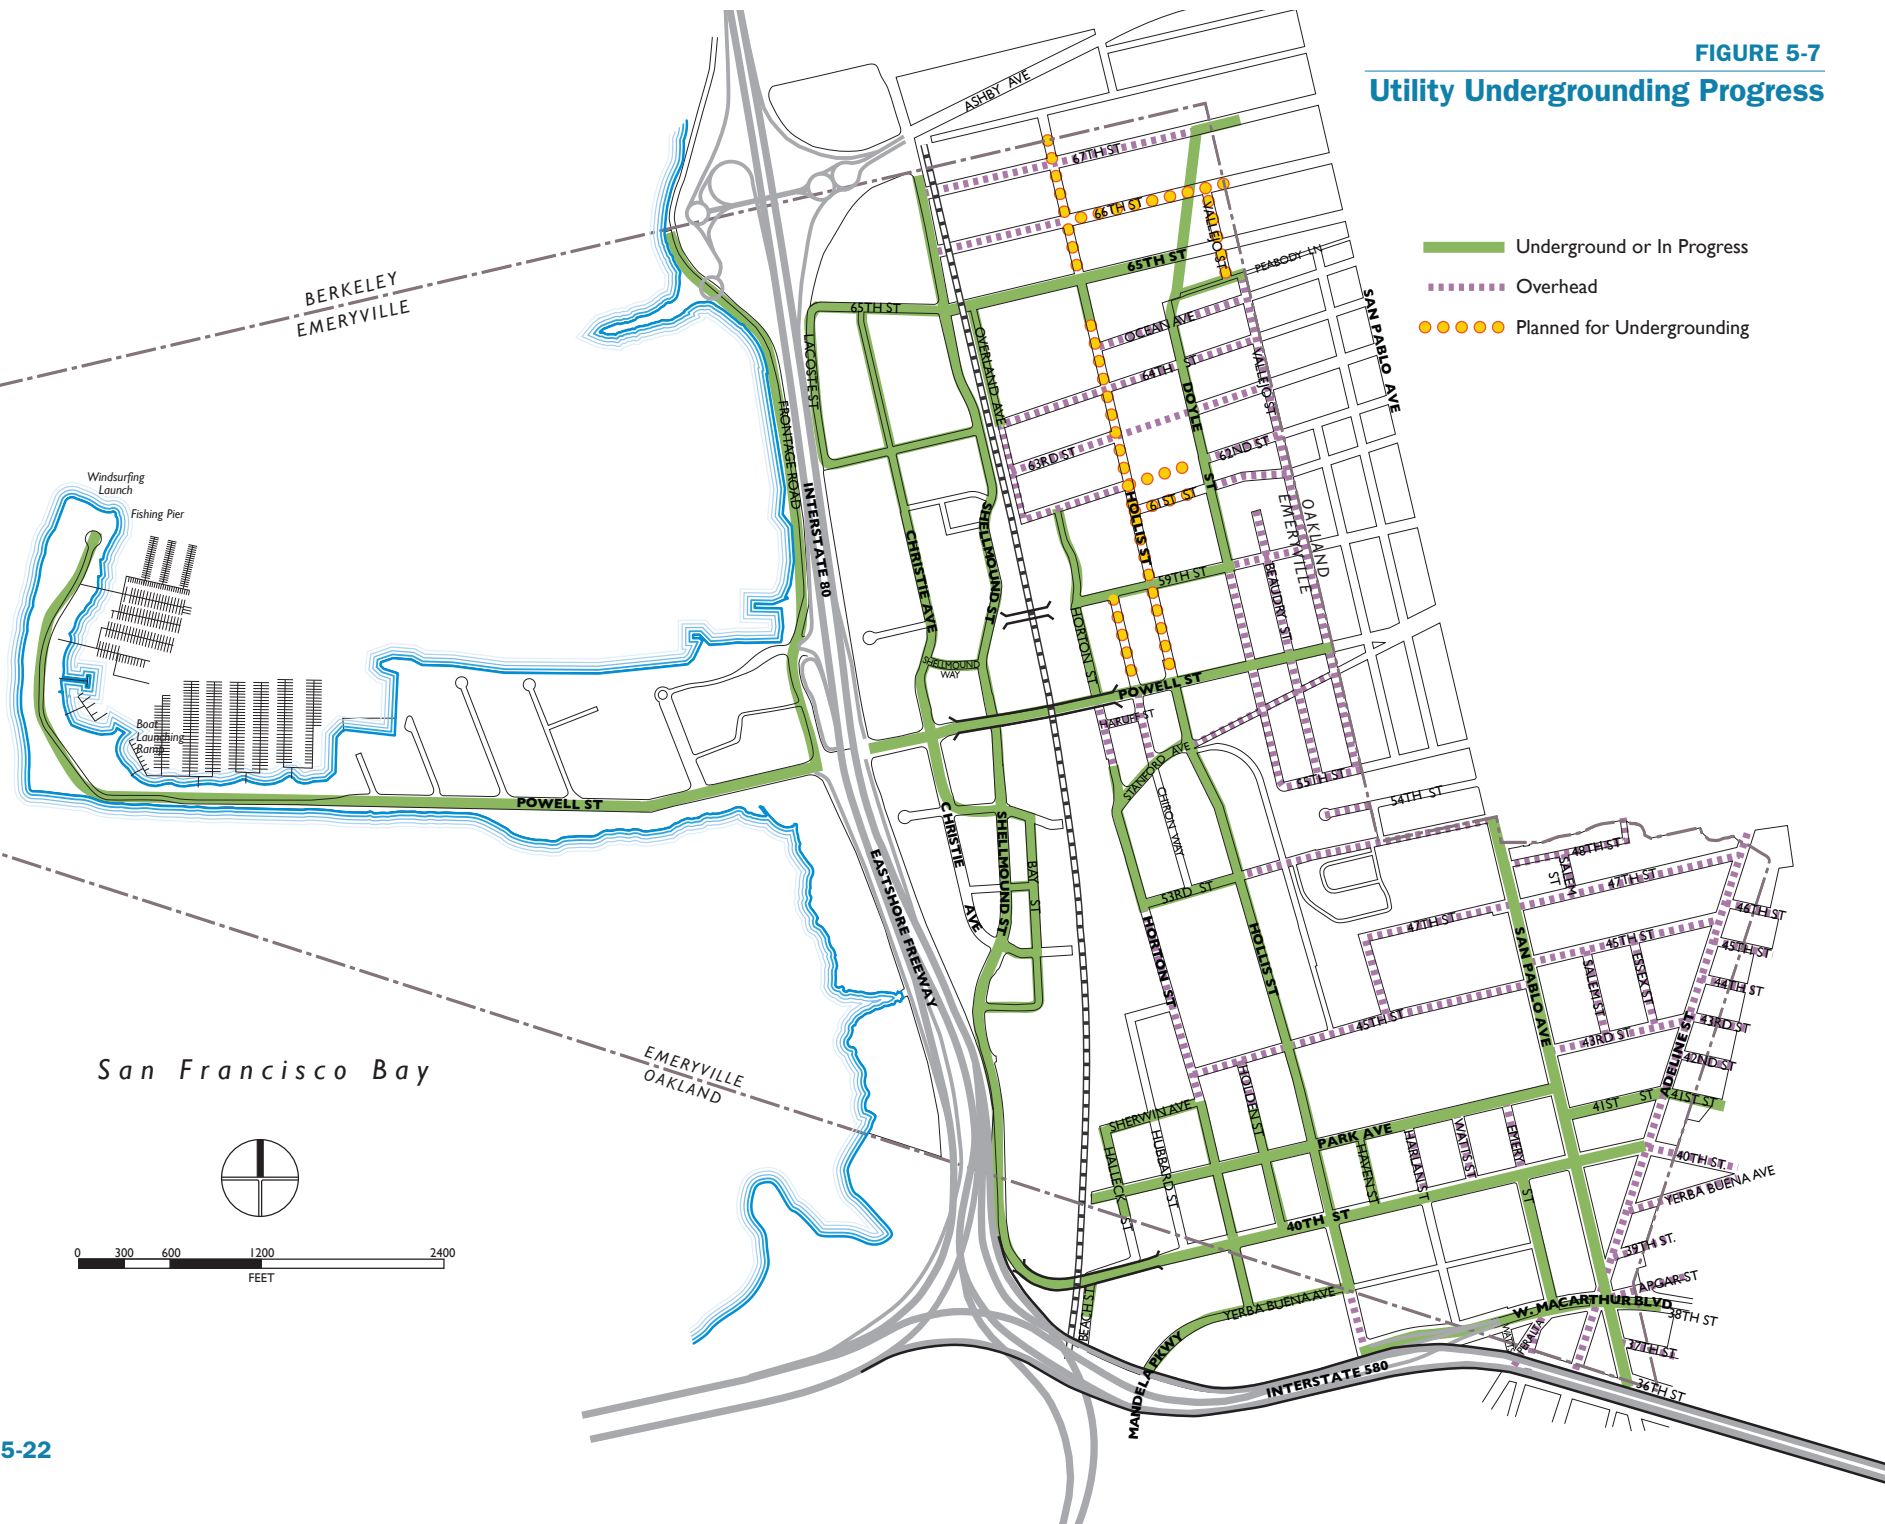 FIGURE 5-7
Utility Undergrounding Progress
Underground or In Progress
Overhead
Planned for Undergrounding
ASHBY AVE
67TH ST
66TH ST
VALLEJO ST
65TH ST
PEABODY LN
BERKELEY
EMERYVILLE
65TH ST
OCEAN AVE
SAN PABLO AVE
LACOSTE ST
OVERLAND AVE
64TH ST
VALLEJO ST
DOYLE ST
FRONTAGE ROAD
63RD ST
62ND ST
Windsurfing
Launch
Fishing Pier
INTERSTATE 80
61ST ST
HOLLIS ST
OAKLAND
EMERYVILLE
CHRISTIE AVE
SHELLMOUND ST
59TH ST
BEAUDRY ST
HORTON ST
SHELLMOUND
WAY
POWELL ST
HARUFF ST
Boat
Launching
Ramp
STANFORD AVE
55TH ST
54TH ST
POWELL ST
CHRISTIE AVE
SHELLMOUND ST
CHIRON WAY
EASTSHORE FREEWAY
BAY ST
53RD ST
48TH ST
SALEM ST
47TH ST
47TH ST
46TH ST
HORTON ST
HOLLIS ST
SAN PABLO AVE
45TH ST
45TH ST
SALEM ST
ESSEX ST
44TH ST
45TH ST
43RD ST
43RD ST
ADELINE ST
42ND ST
San Francisco Bay
EMERYVILLE
OAKLAND
HOLDEN ST
41ST ST
41ST ST
SHERWIN AVE
PARK AVE
HALLECK ST
HUBBARD ST
HAVEN ST
HARLAN ST
WATTS ST
EMERY ST
40TH ST
YERBA BUENA AVE
40TH ST
39TH ST.
0 300 600 1200 2400
FEET
APGAR ST
YERBA BUENA AVE
W. MACARTHUR BLVD
38TH ST
BEACH ST
WATTS
PERALTA
37TH ST
MANDELA PKWY
INTERSTATE 580
36TH ST
5-22